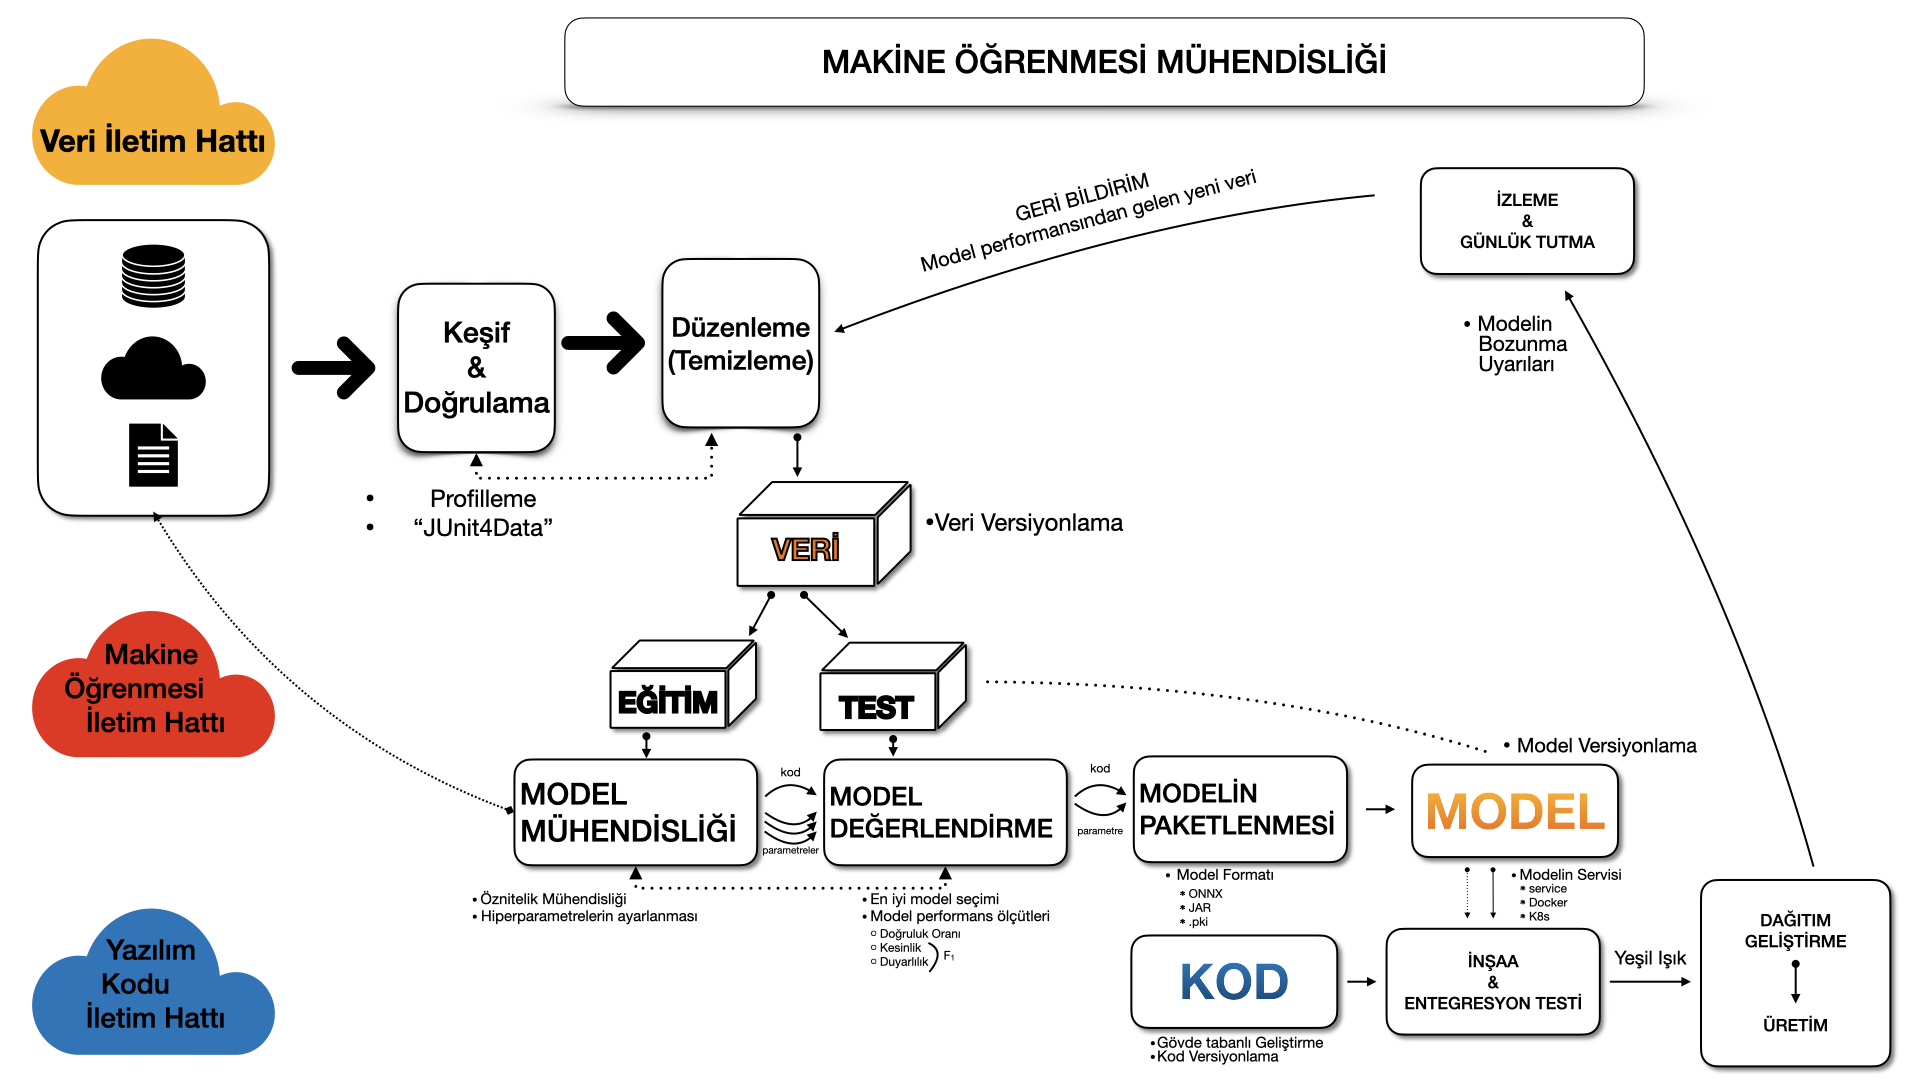 MAKİNE ÖĞRENMESİ MÜHENDİSLİĞİ
Veri İletim Hattı
Keşif
&
Doğrulama
• Profilleme
• “JUnit4Data”
Düzenleme
(Temizleme)
GERİ BİLDİRİM
Model performansından gelen yeni veri
İZLEME
&
GÜNLÜK TUTMA
• Modelin
Bozunma
Uyarıları
VERİ
•Veri Versiyonlama
Makine
Öğrenmesi
İletim Hattı
EĞİTİM
TEST
MODEL
MÜHENDİSLİĞİ
• Öznitelik Mühendisliği
• Hiperparametrelerin ayarlanması
kod
parametreler
MODEL
DEĞERLENDİRME
• En iyi model seçimi
• Model performans ölçütleri
○ Doğruluk Oranı
○ Kesinlik
○ Duyarlılık
F₁
kod
parametre
MODELİN
PAKETLENMESİ
• Model Formatı
* ONNX
* JAR
* .pki
• Model Versiyonlama
MODEL
• Modelin Servisi
* service
* Docker
* K8s
Yazılım
Kodu
İletim Hattı
KOD
•Gövde tabanlı Geliştirme
•Kod Versiyonlama
İNŞAA
&
ENTEGRESYON TESTİ
Yeşil Işık
DAĞITIM
GELİŞTİRME
ÜRETİM